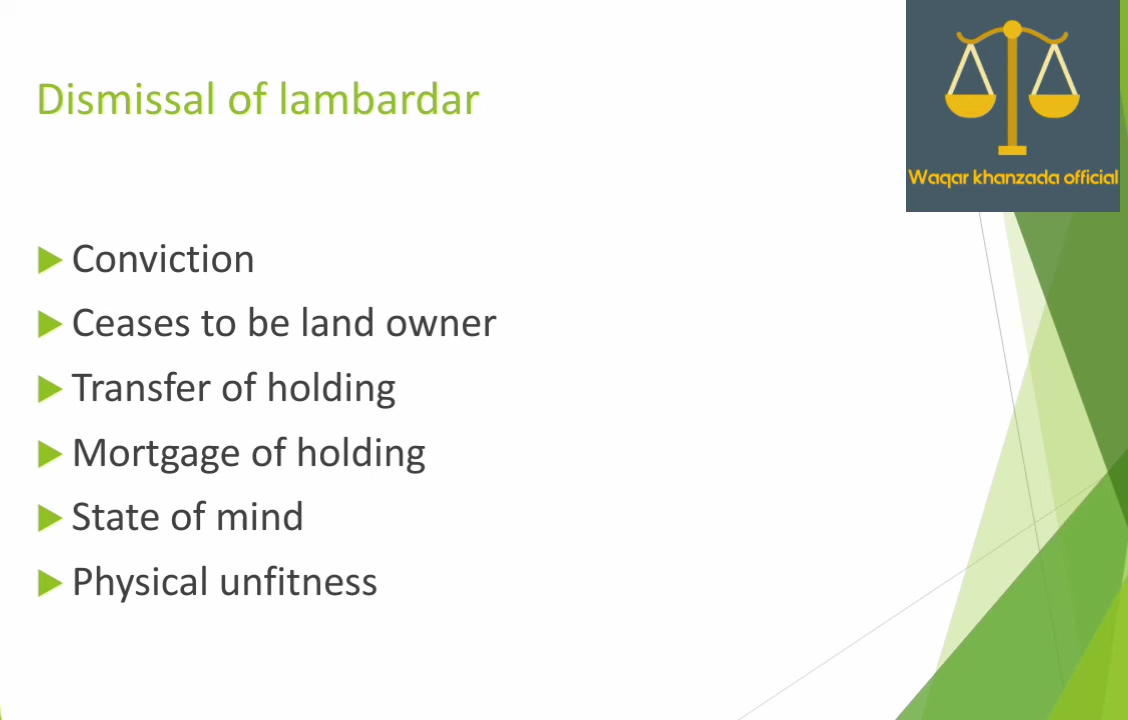 Dismissal of lambardar
Waqar khanzada official
Conviction
Ceases to be land owner
Transfer of holding
Mortgage of holding
State of mind
Physical unfitness